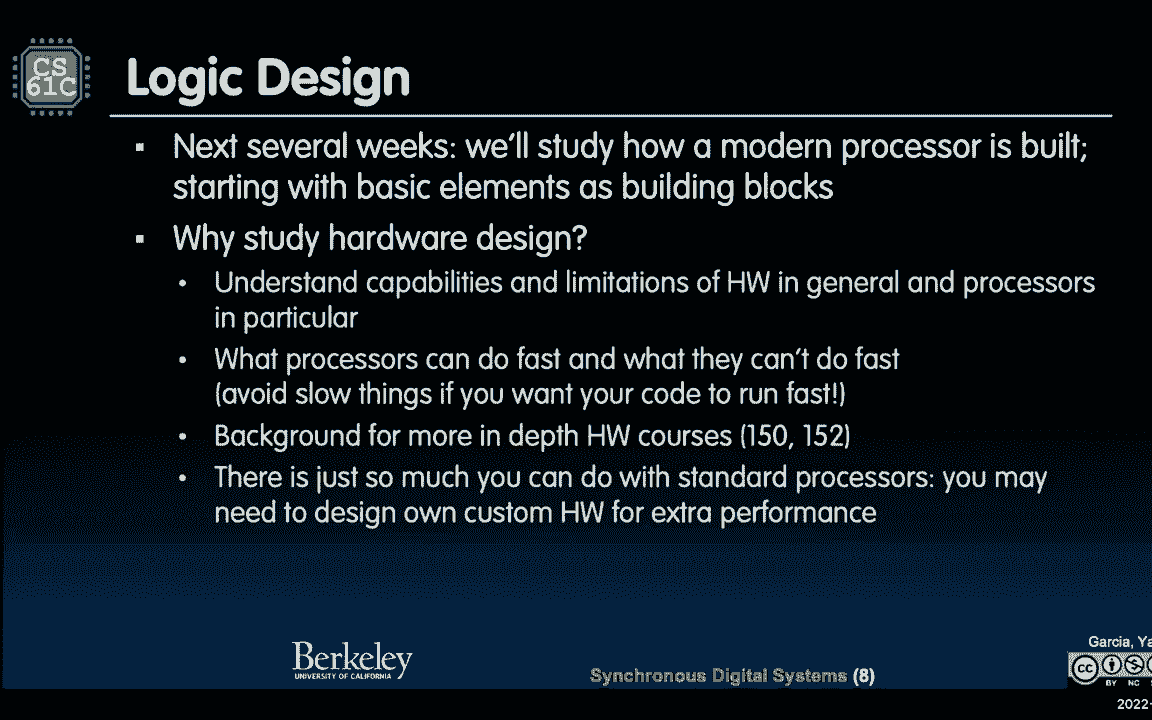 CS
61C
Logic Design
▪ Next several weeks: we'll study how a modern processor is built;
starting with basic elements as building blocks
▪ Why study hardware design?
• Understand capabilities and limitations of HW in general and processors
in particular
• What processors can do fast and what they can't do fast
(avoid slow things if you want your code to run fast!)
• Background for more in depth HW courses (150, 152)
• There is just so much you can do with standard processors: you may
need to design own custom HW for extra performance
Berkeley
UNIVERSITY OF CALIFORNIA
Synchronous Digital Systems (8)
Garcia,
cc
BY NC
2022-